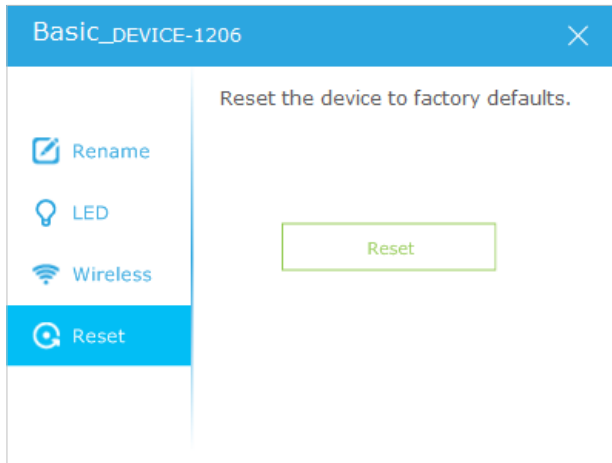 Basic_DEVICE-1206
Reset the device to factory defaults.
Rename
LED
Wireless
Reset
Reset